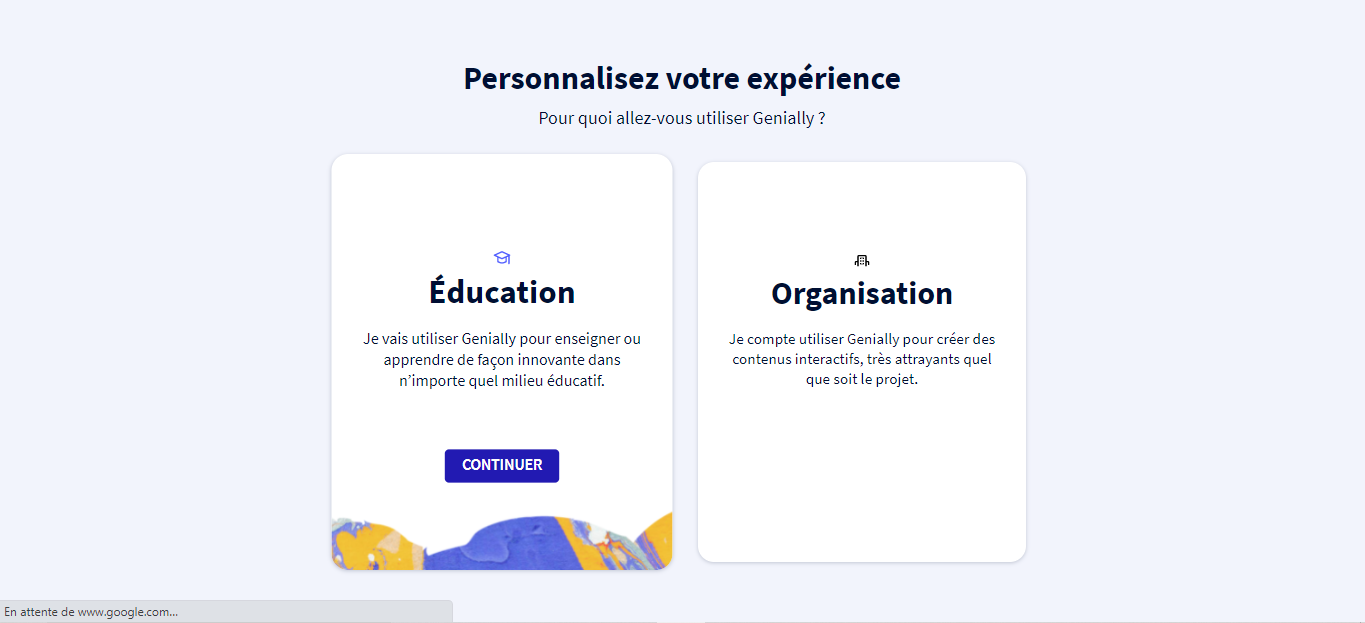 Personnalisez votre expérience
Pour quoi allez-vous utiliser Genially ?
Éducation
Je vais utiliser Genially pour enseigner ou
apprendre de façon innovante dans
n’importe quel milieu éducatif.
CONTINUER
Organisation
Je compte utiliser Genially pour créer des
contenus interactifs, très attrayants quel
que soit le projet.
En attente de www.google.com...